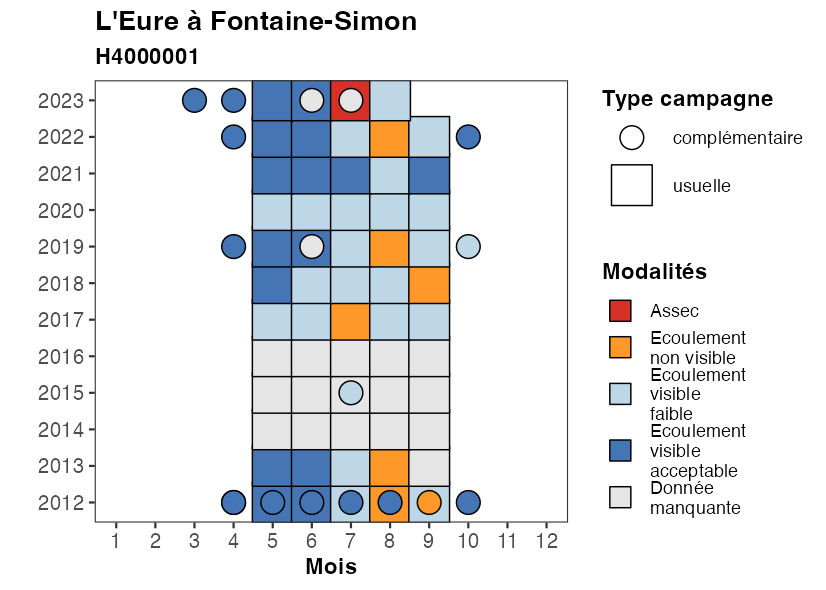 L'Eure à Fontaine-Simon
H4000001
2023
2022
2021
2020
2019
2018
2017
2016
2015
2014
2013
2012
1 2 3 4 5 6 7 8 9 10 11 12
Mois
Type campagne
complémentaire
usuelle
Modalités
Assec
Ecoulement
non visible
Ecoulement
visible
faible
Ecoulement
visible
acceptable
Donnée
manquante